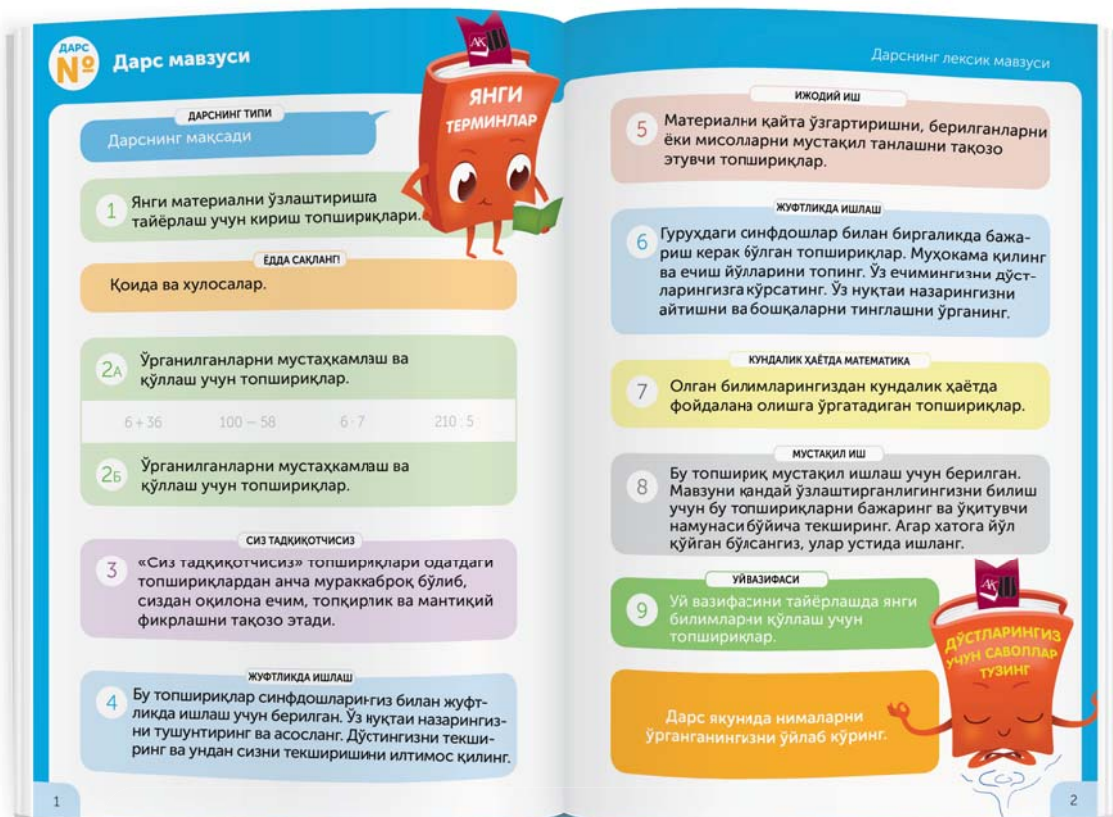 ДАРС
№
Дарс мавзуси
ДАРСНИНГ ТИПИ
Дарснинг мақсади
АК
ЯНГИ
ТЕРМИНЛАР
1
Янги материални ўзлаштиришга
тайёрлаш учун кириш топшириқлари.
ЁДДА САҚЛАНГ!
Қоида ва хулосалар.
2А
Ўрганилганларни мустаҳкамлаш ва
қўллаш учун топшириқлар.
6 + 36 100 − 58 6 · 7 210 : 5
2Б
Ўрганилганларни мустаҳкамлаш ва
қўллаш учун топшириқлар.
СИЗ ТАДҚИҚОТЧИСИЗ
3
«Сиз тадқиқотчисиз» топшириқлари одатдаги
топшириқлардан анча мураккаброқ бўлиб,
сиздан оқилона ечим, топқирлик ва мантиқий
фикрлашни тақозо этади.
ЖУФТЛИКДА ИШЛАШ
4
Бу топшириқлар синфдошларингиз билан жуфт-
ликда ишлаш учун берилган. Ўз нуқтаи назарингиз-
ни тушунтиринг ва асосланг. Дўстингизни текши-
ринг ва ундан сизни текширишини илтимос қилинг.
1
Дарснинг лексик мавзуси
ИЖОДИЙ ИШ
5
Материални қайта ўзгартиришни, берилганларни
ёки мисолларни мустақил танлашни тақозо
этувчи топшириқлар.
ЖУФТЛИКДА ИШЛАШ
6
Гуруҳдаги синфдошлар билан биргаликда бажа-
риш керак бўлган топшириқлар. Муҳокама қилинг
ва ечиш йўлларини топинг. Ўз ечимингизни дўст-
ларингизга кўрсатинг. Ўз нуқтаи назарингизни
айтишни ва бошқаларни тинглашни ўрганинг.
КУНДАЛИК ҲАЁТДА МАТЕМАТИКА
7
Олган билимларингиздан кундалик ҳаётда
фойдалана олишга ўргатадиган топшириқлар.
МУСТАҚИЛ ИШ
8
Бу топшириқ мустақил ишлаш учун берилган.
Мавзуни қандай ўзлаштирганлигингизни билиш
учун бу топшириқларни бажаринг ва ўқитувчи
намунаси бўйича текширинг. Агар хатога йўл
қўйган бўлсангиз, улар устида ишланг.
УЙ ВАЗИФАСИ
9
Уй вазифасини тайёрлашда янги
билимларни қўллаш учун
топшириқлар.
АК
ДЎСТЛАРИНГИЗ
УЧУН САВОЛЛАР
ТУЗИНГ
Дарс якунида нималарни
ўрганганингизни ўйлаб кўринг.
2